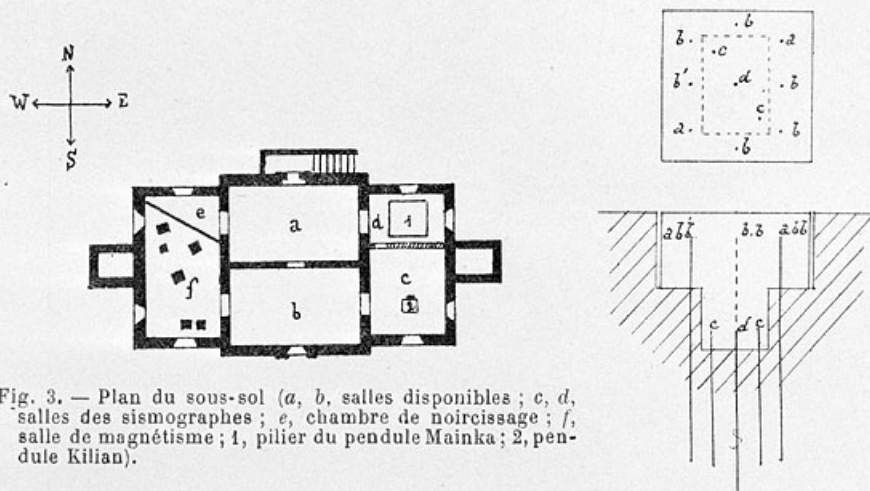 N
W E
S
e
a
d 1
f
c
b
2
b
b. .a
.c
b'. .d .b
c
a. .b
b
a b b' b.b a b b
c d c
S
Fig. 3. — Plan du sous-sol (a, b, salles disponibles ; c, d,
salles des sismographes ; e, chambre de noircissage ; f,
salle de magnétisme ; 1, pilier du pendule Mainka ; 2, pen-
dule Kilian).